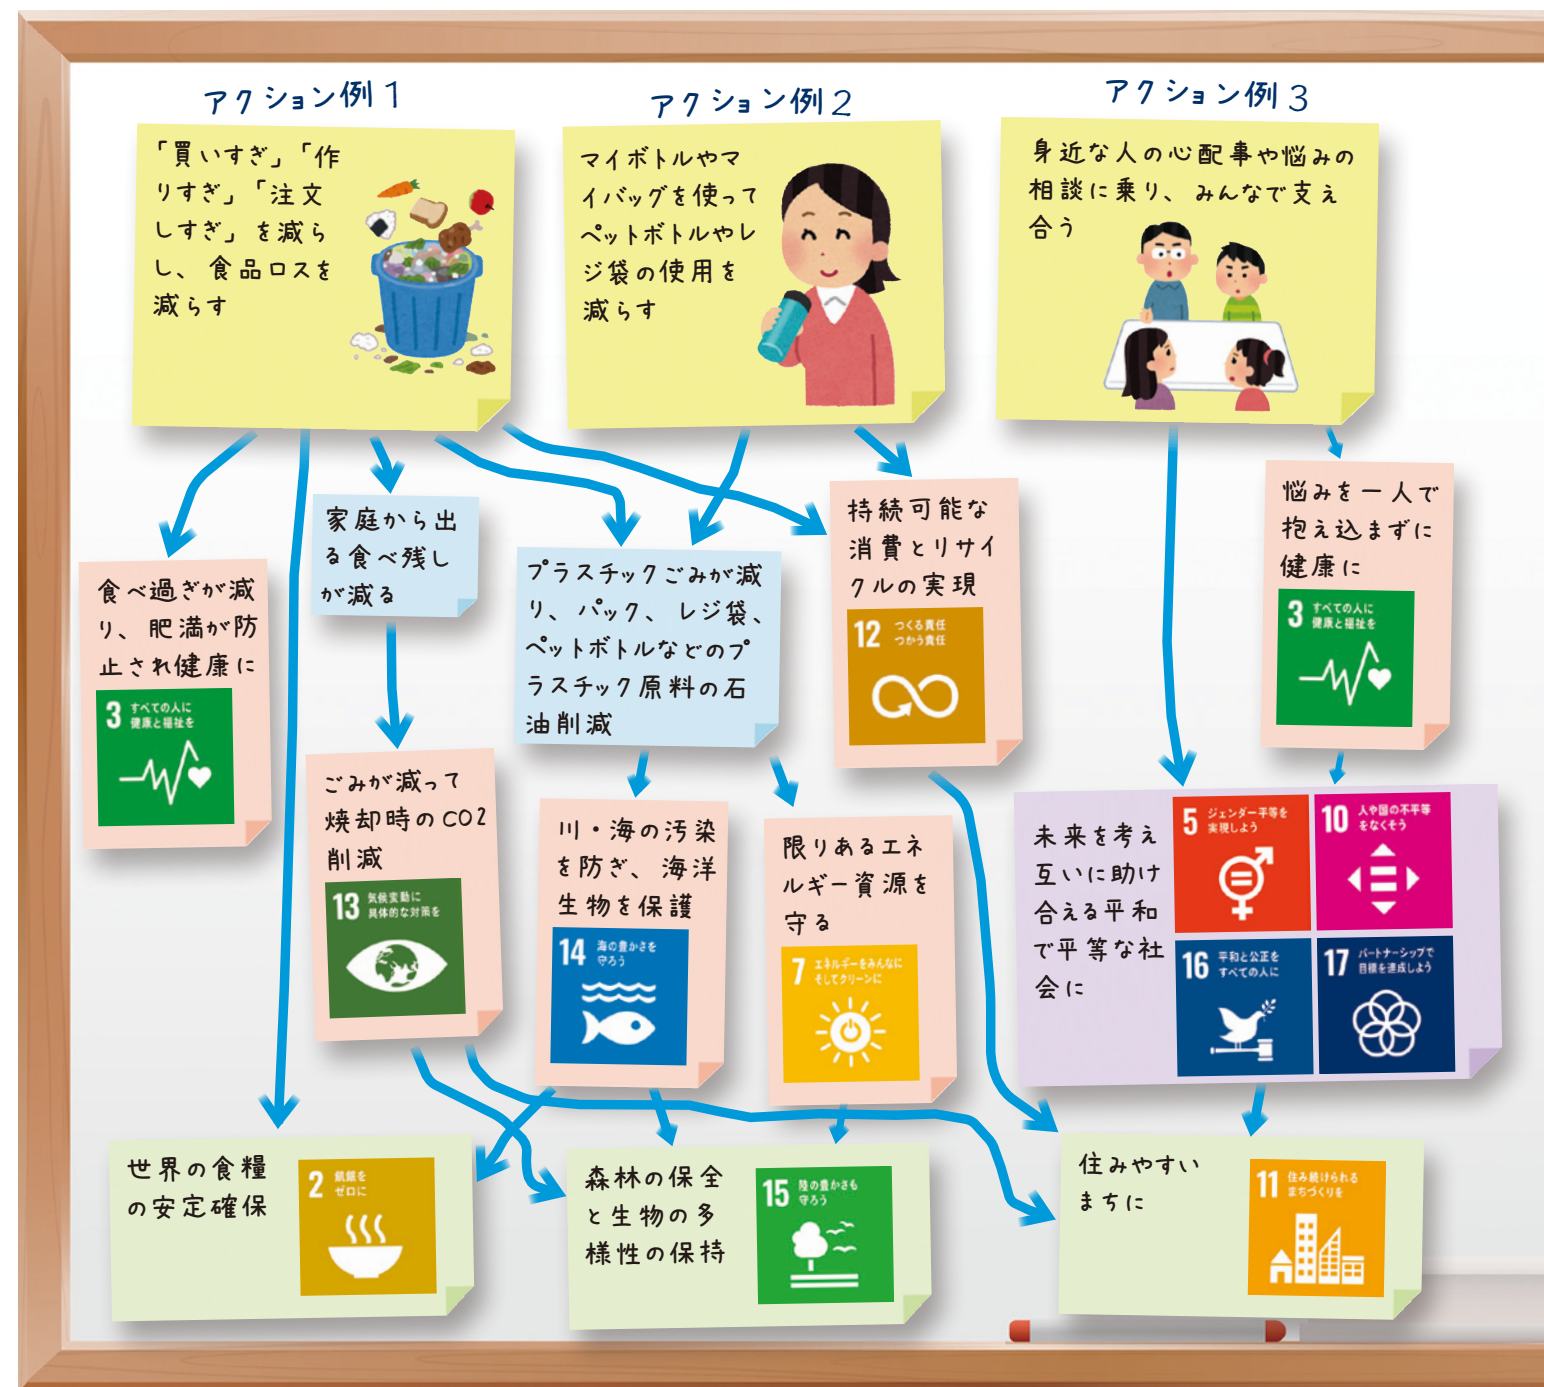 アクション例1
「買いすぎ」「作
りすぎ」「注文
しすぎ」を減ら
し、食品ロスを
減らす
アクション例2
マイボトルやマ
イバッグを使って
ペットボトルやレ
ジ袋の使用を
減らす
アクション例3
身近な人の心配事や悩みの
相談に乗り、みんなで支え
合う
食べ過ぎが減
り、肥満が防
止され健康に
3 すべての人に
健康と福祉を
家庭から出
る食べ残し
が減る
プラスチックごみが減
り、パック、レジ袋、
ペットボトルなどのプ
ラスチック原料の石
油削減
持続可能な
消費とリサイ
クルの実現
12 つくる責任
つかう責任
悩みを一人で
抱え込まずに
健康に
3 すべての人に
健康と福祉を
ごみが減って
焼却時のCO2
削減
13 気候変動に
具体的な対策を
川・海の汚染
を防ぎ、海洋
生物を保護
14 海の豊かさを
守ろう
限りあるエネ
ルギー資源を
守る
7 エネルギーをみんなに
そしてクリーンに
未来を考え
互いに助け
合える平和
で平等な社
会に
5 ジェンダー平等を
実現しよう
10 人や国の不平等
をなくそう
16 平和と公正を
すべての人に
17 パートナーシップで
目標を達成しよう
世界の食糧
の安定確保
2 飢餓を
ゼロに
森林の保全
と生物の多
様性の保持
15 陸の豊かさも
守ろう
住みやすい
まちに
11 住み続けられる
まちづくりを